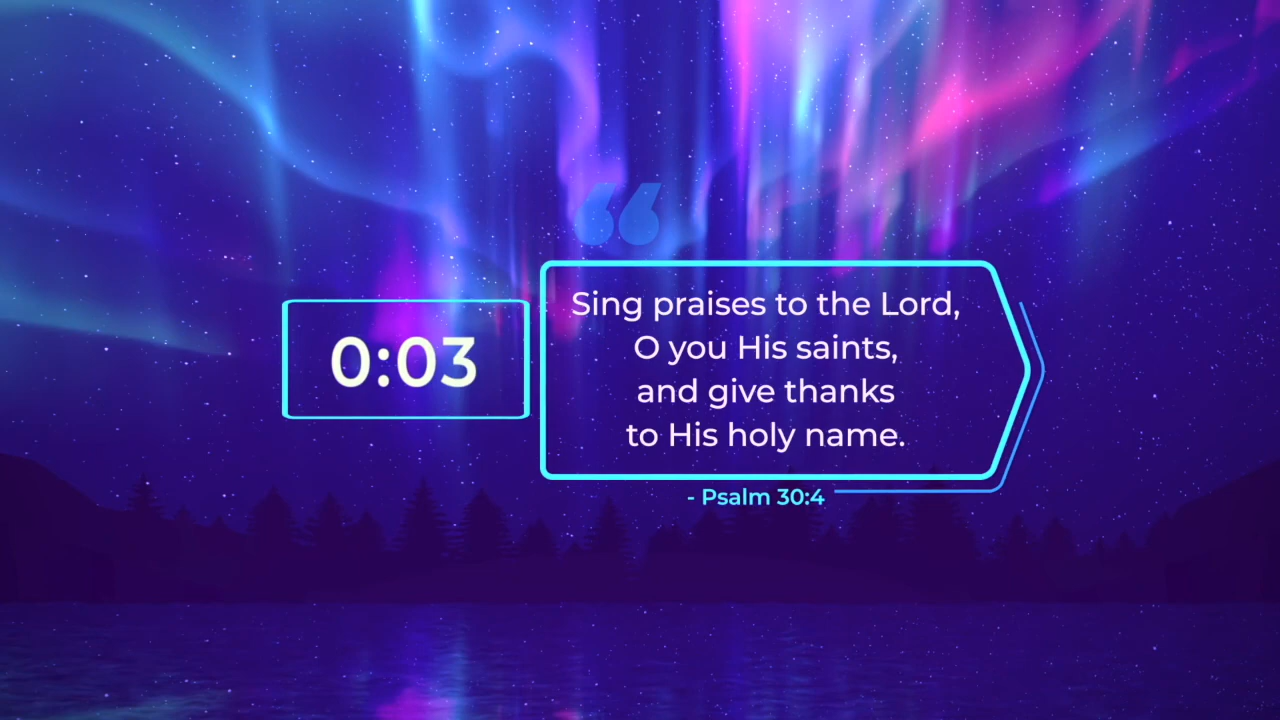 0:03
“
Sing praises to the Lord,
O you His saints,
and give thanks
to His holy name.
- Psalm 30:4